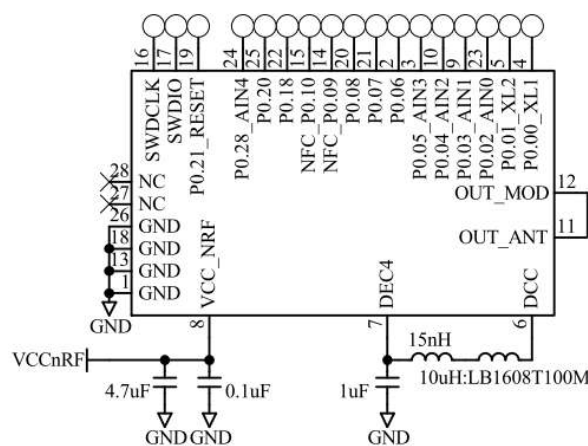 16 17 19 24 25 22 15 14 20 21 2 3 10 9 23 5 4
SWDCLK
SWDIO
P0.21_RESET
P0.28_AIN4
P0.20
P0.18
NFC_P0.10
NFC_P0.09
P0.08
P0.07
P0.06
P0.05_AIN3
P0.04_AIN2
P0.03_AIN1
P0.02_AIN0
P0.01_XL2
P0.00_XL1
28 NC
27 NC
26 GND
18 GND
13 GND
1 GND
GND
OUT_MOD 12
OUT_ANT 11
VCC_NRF
8
DEC4
7
DCC
6
VCCnRF
15nH
10uH:LB1608T100M
4.7uF
0.1uF
1uF
GND GND
GND